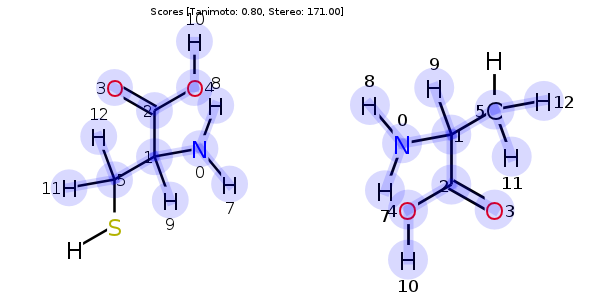 Scores [Tanimoto: 0.80, Stereo: 171.00]
10
H
3 O O 4 8
H
12 2
H
1 N
11 H 5 0
H 7
H
9
S
H
9 H
8 H C 5 H 12
H
0
N 1
H
11
H 2
7
4 O O 3
H
10